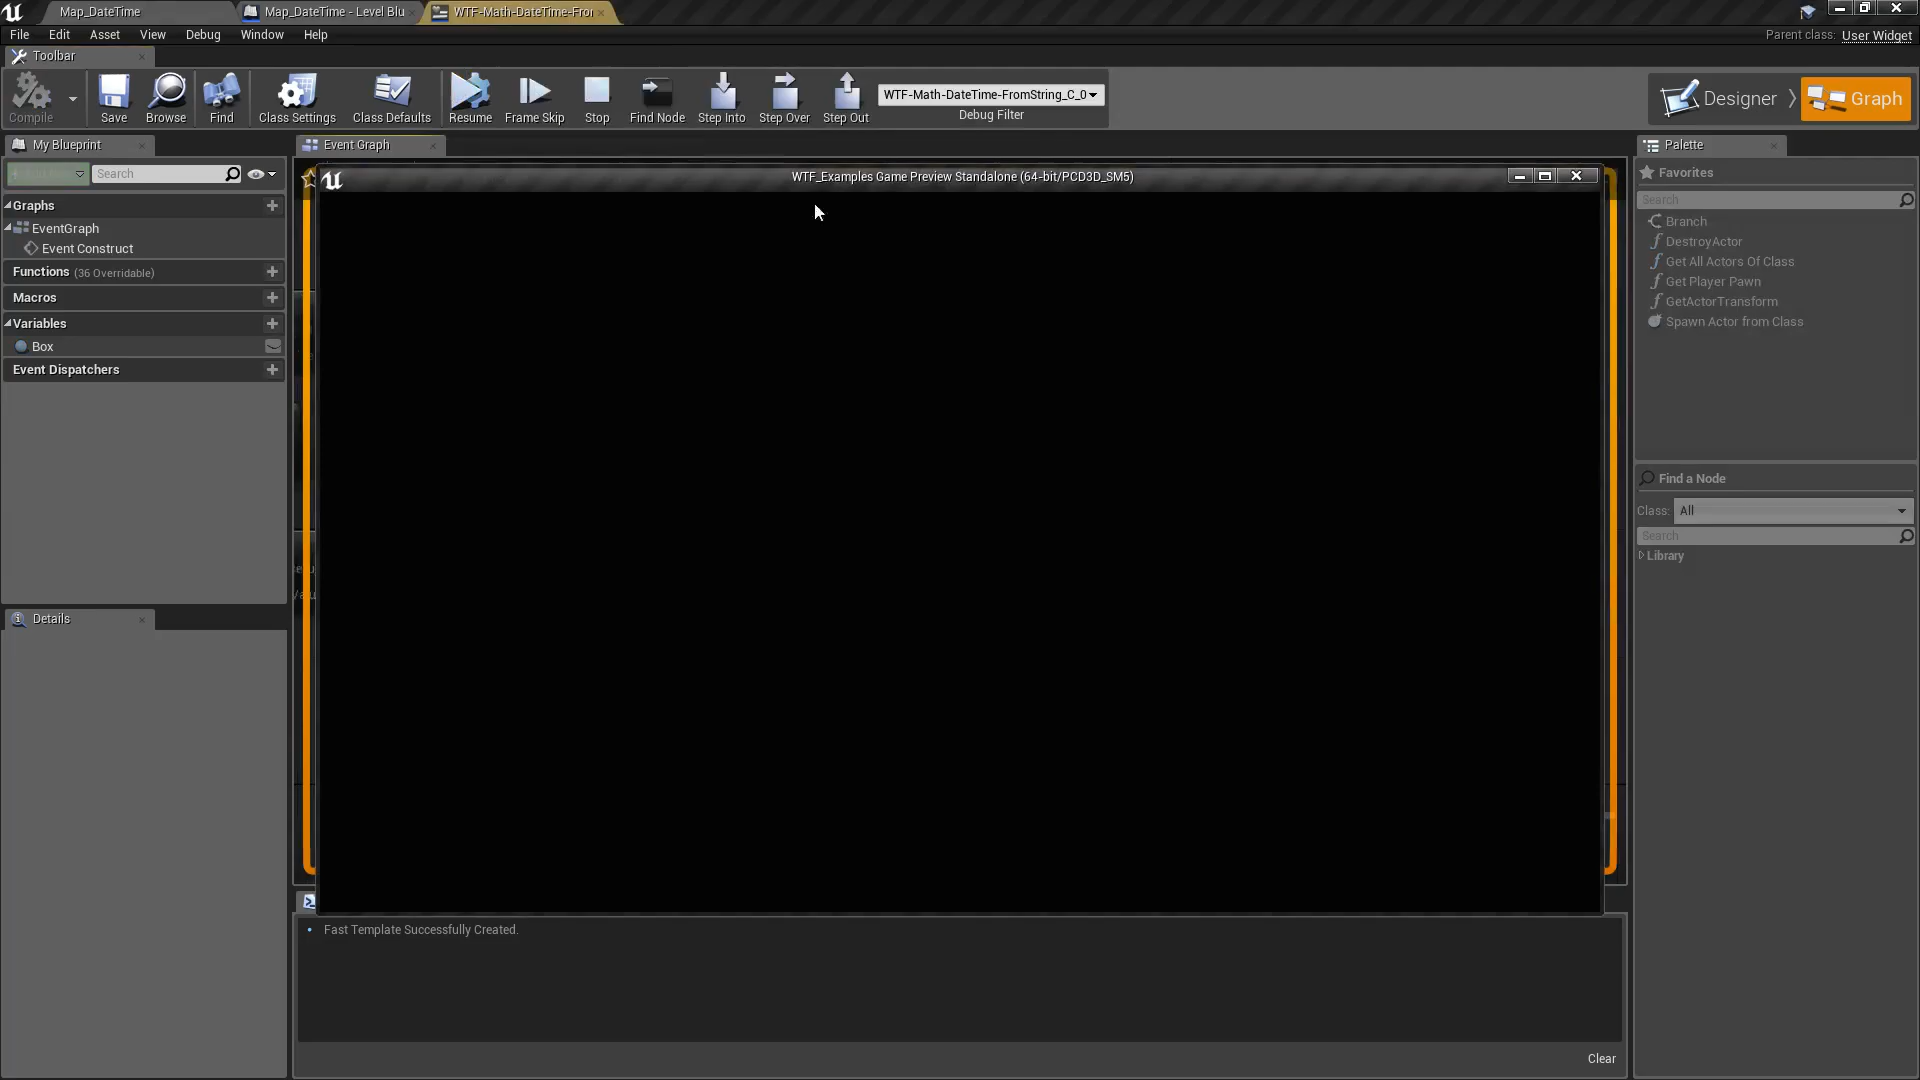 Map_DateTime
Map_DateTime - Level Blu
WTF-Math-DateTime-Fro
File
Edit
Asset
View
Debug
Window
Help
Parent class: User Widget
Toolbar
Compile
Save
Browse
Find
Class Settings
Class Defaults
Resume
Frame Skip
Stop
Find Node
Step Into
Step Over
Step Out
WTF-Math-DateTime-FromString_C_0
Debug Filter
Designer
Graph
My Blueprint
Search
Graphs
EventGraph
Event Construct
Functions (36 Overridable)
Macros
Variables
Box
Event Dispatchers
Details
Event Graph
WTF_Examples Game Preview Standalone (64-bit/PCD3D_SM5)
Fast Template Successfully Created.
Clear
Palette
Favorites
Search
Branch
DestroyActor
Get All Actors Of Class
Get Player Pawn
GetActorTransform
Spawn Actor from Class
Find a Node
Class: All
Search
Library